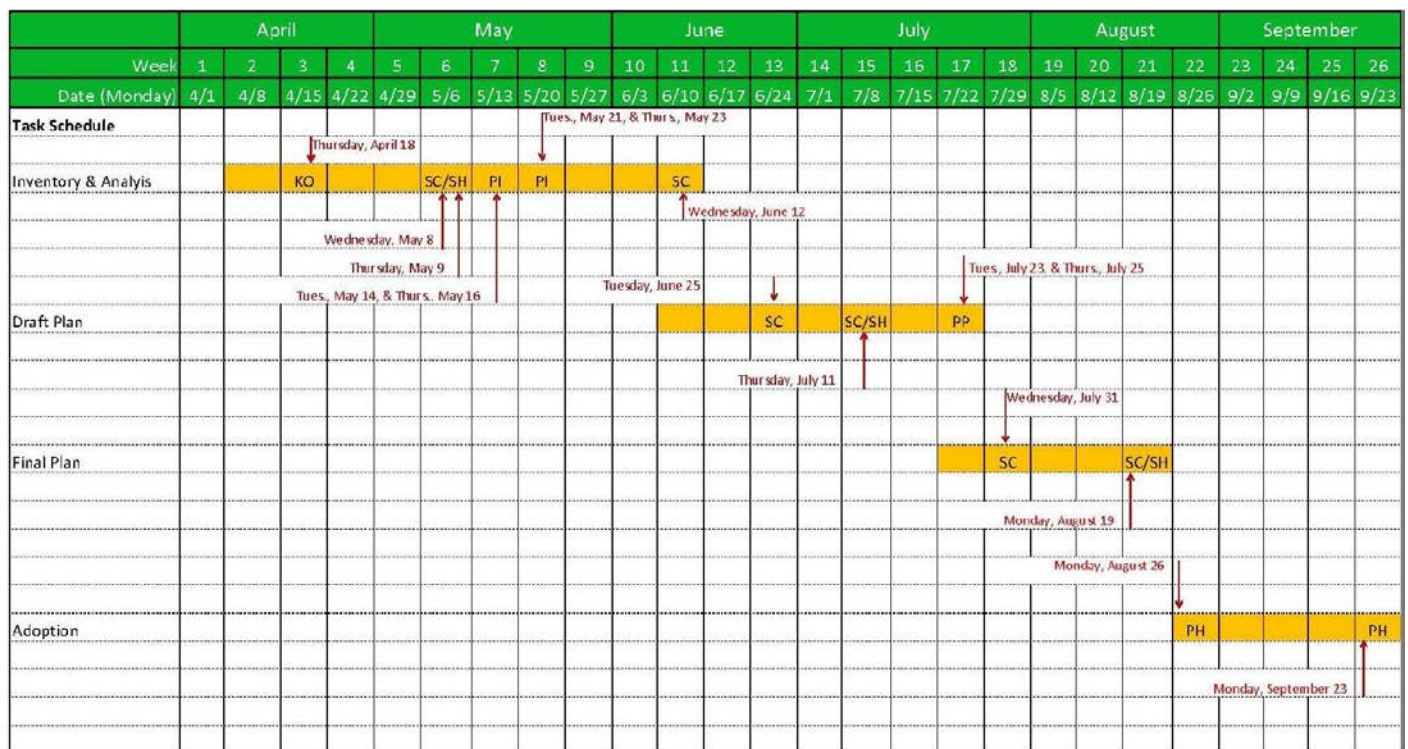 April May June July August September
Week 1 2 3 4 5 6 7 8 9 10 11 12 13 14 15 16 17 18 19 20 21 22 23 24 25 26
Date (Monday) 4/1 4/8 4/15 4/22 4/29 5/6 5/13 5/20 5/27 6/3 6/10 6/17 6/24 7/1 7/8 7/15 7/22 7/29 8/5 8/12 8/19 8/26 9/2 9/9 9/16 9/23
Task Schedule
Tues., May 21, & Thurs., May 23
Thursday, April 18
Inventory & Analyis KO SC/SH PI PI SC
Wednesday, June 12
Wednesday, May 8
Thursday, May 9
Tues., July 23, & Thurs., July 25
Tuesday, June 25
Tues., May 14, & Thurs., May 16
Draft Plan SC SC/SH PP
Thursday, July 11
Wednesday, July 31
Final Plan SC SC/SH
Monday, August 19
Monday, August 26
Adoption PH PH
Monday, September 23